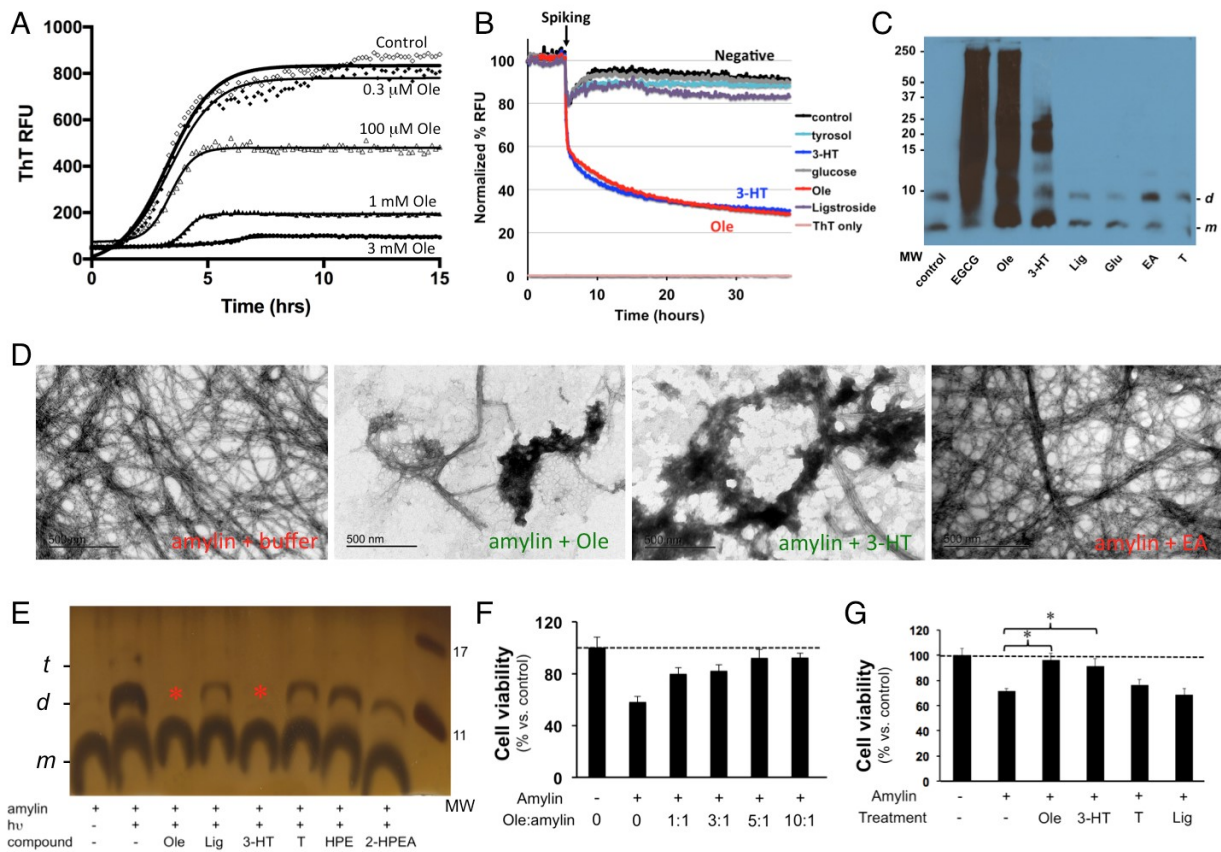 A
1000
800
600
400
200
0
ThT RFU
Control
0.3 μM Ole
100 μM Ole
1 mM Ole
3 mM Ole
0 5 10 15
Time (hrs)
B
Spiking
100
80
60
40
20
0
Normalized % RFU
Negative
control
tyrosol
3-HT
glucose
Ole
Ligstroside
ThT only
3-HT
Ole
0 10 20 30
Time (hours)
C
250
50
37
25
20
15
10
- d
- m
MW
control EGCG Ole 3-HT Lig Glu EA T
D
500 nm
amylin + buffer
500 nm
amylin + Ole
500 nm
amylin + 3-HT
500 nm
amylin + EA
E
t
d
m
* *
17
11
MW
amylin + + + + + + + +
hυ - + + + + + + +
compound - - Ole Lig 3-HT T HPE 2-HPEA
F
120
80
40
0
Cell viability
(% vs. control)
Amylin - + + + + +
Ole:amylin 0 0 1:1 3:1 5:1 10:1
G
*
*
120
100
80
60
40
20
0
Cell viability
(% vs. control)
Amylin - + + + + +
Treatment - - Ole 3-HT T Lig